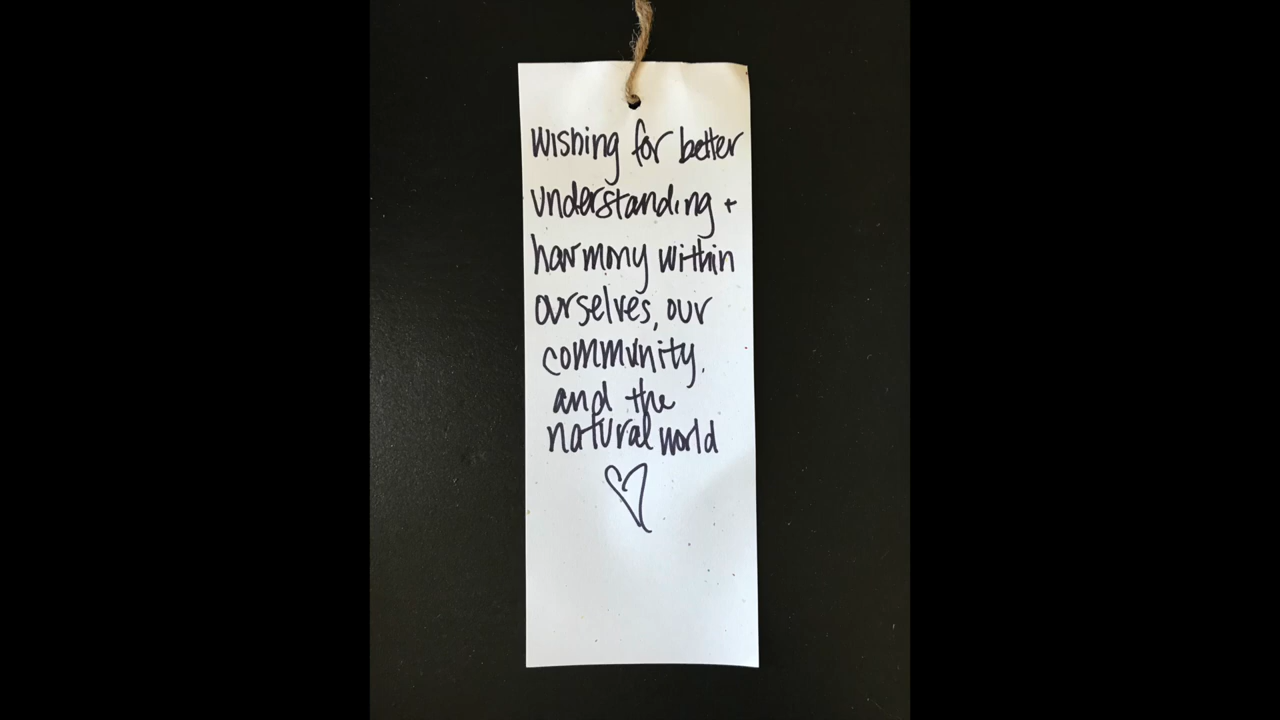 wishing for better
understanding +
harmony within
ourselves, our
community,
and the
natural world